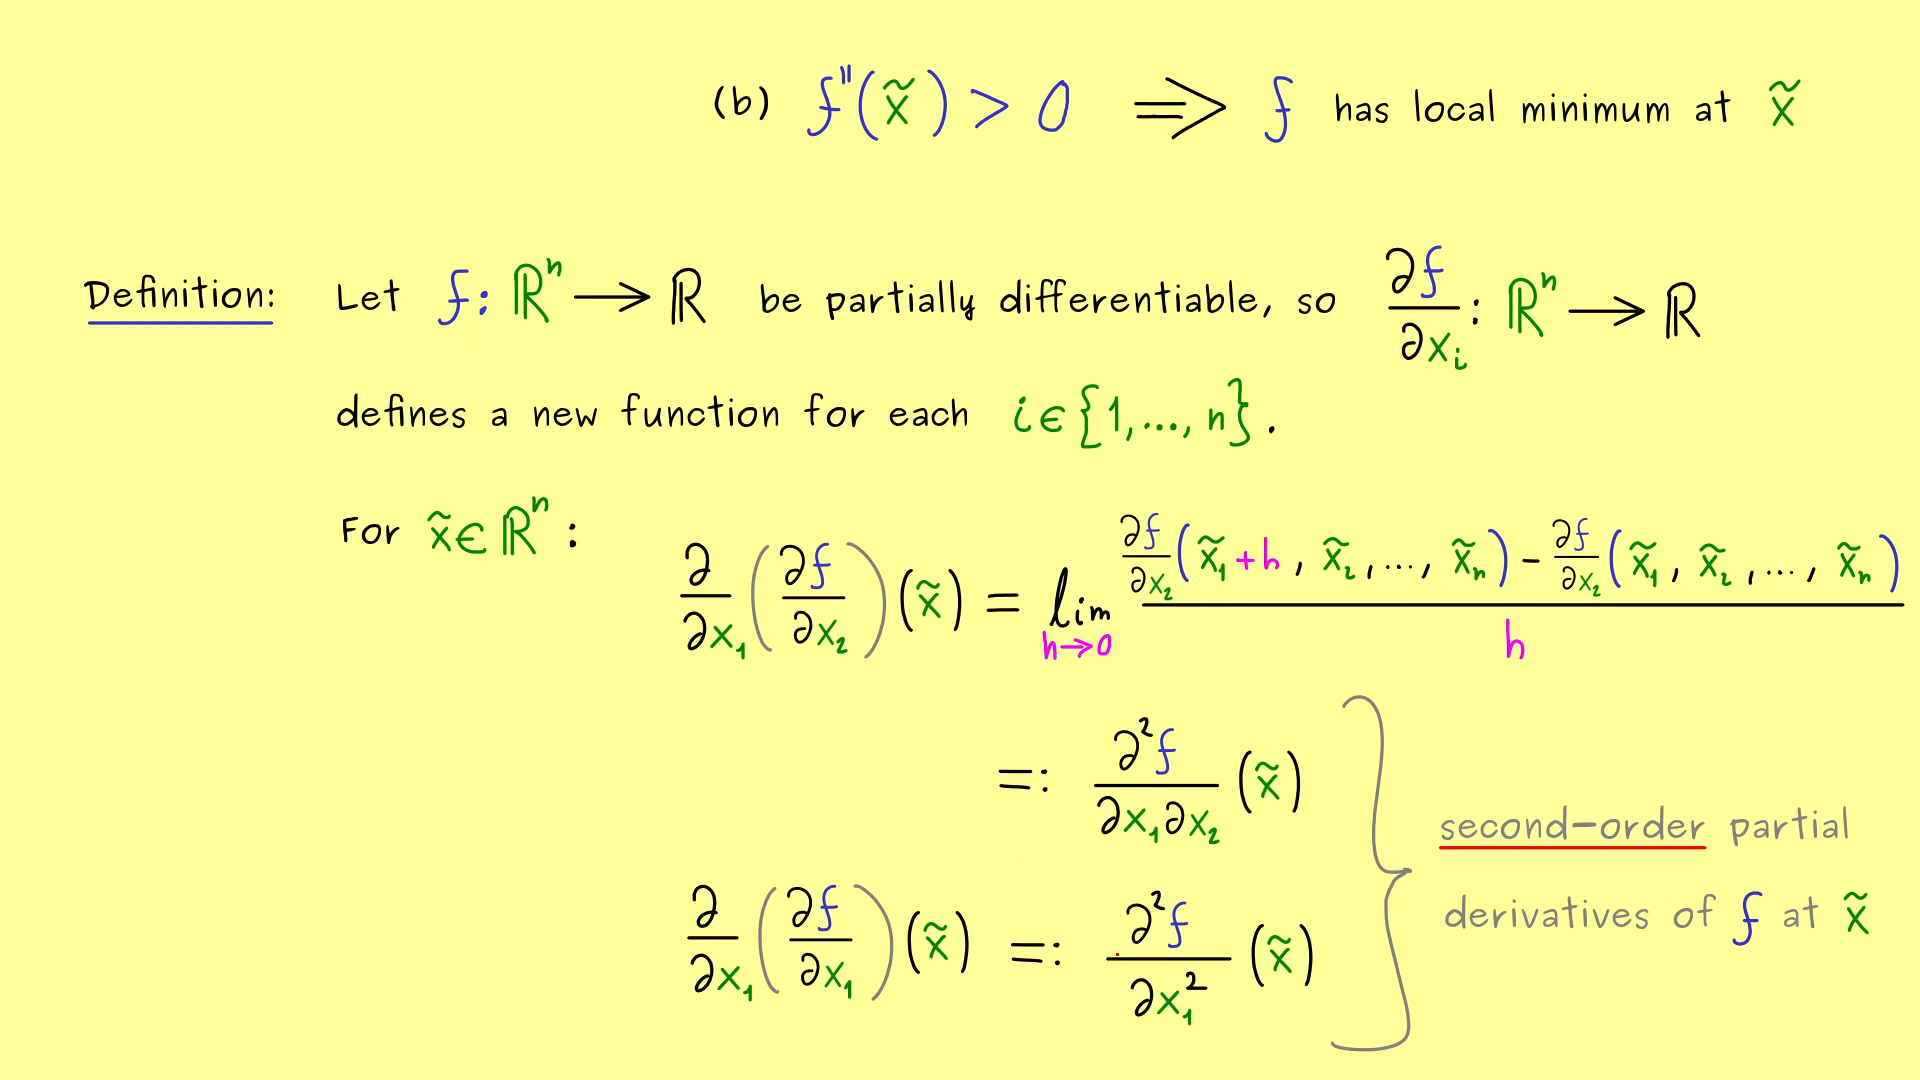 (b) f''(x̃) > 0 ⟹ f has local minimum at x̃
Definition: Let f: ℝⁿ ⟶ ℝ be partially differentiable, so ∂f/∂xᵢ : ℝⁿ ⟶ ℝ
defines a new function for each i∈{1,..., n}.
For x̃∈ℝⁿ :
∂/∂x₁ (∂f/∂x₂)(x̃) = lim h→0 (∂f/∂x₂(x̃₁+h, x̃₂,..., x̃ₙ) − ∂f/∂x₂(x̃₁, x̃₂,..., x̃ₙ))/h
=: ∂²f/∂x₁∂x₂ (x̃)
∂/∂x₁ (∂f/∂x₁)(x̃) =: ∂²f/∂x₁² (x̃)
second-order partial
derivatives of f at x̃